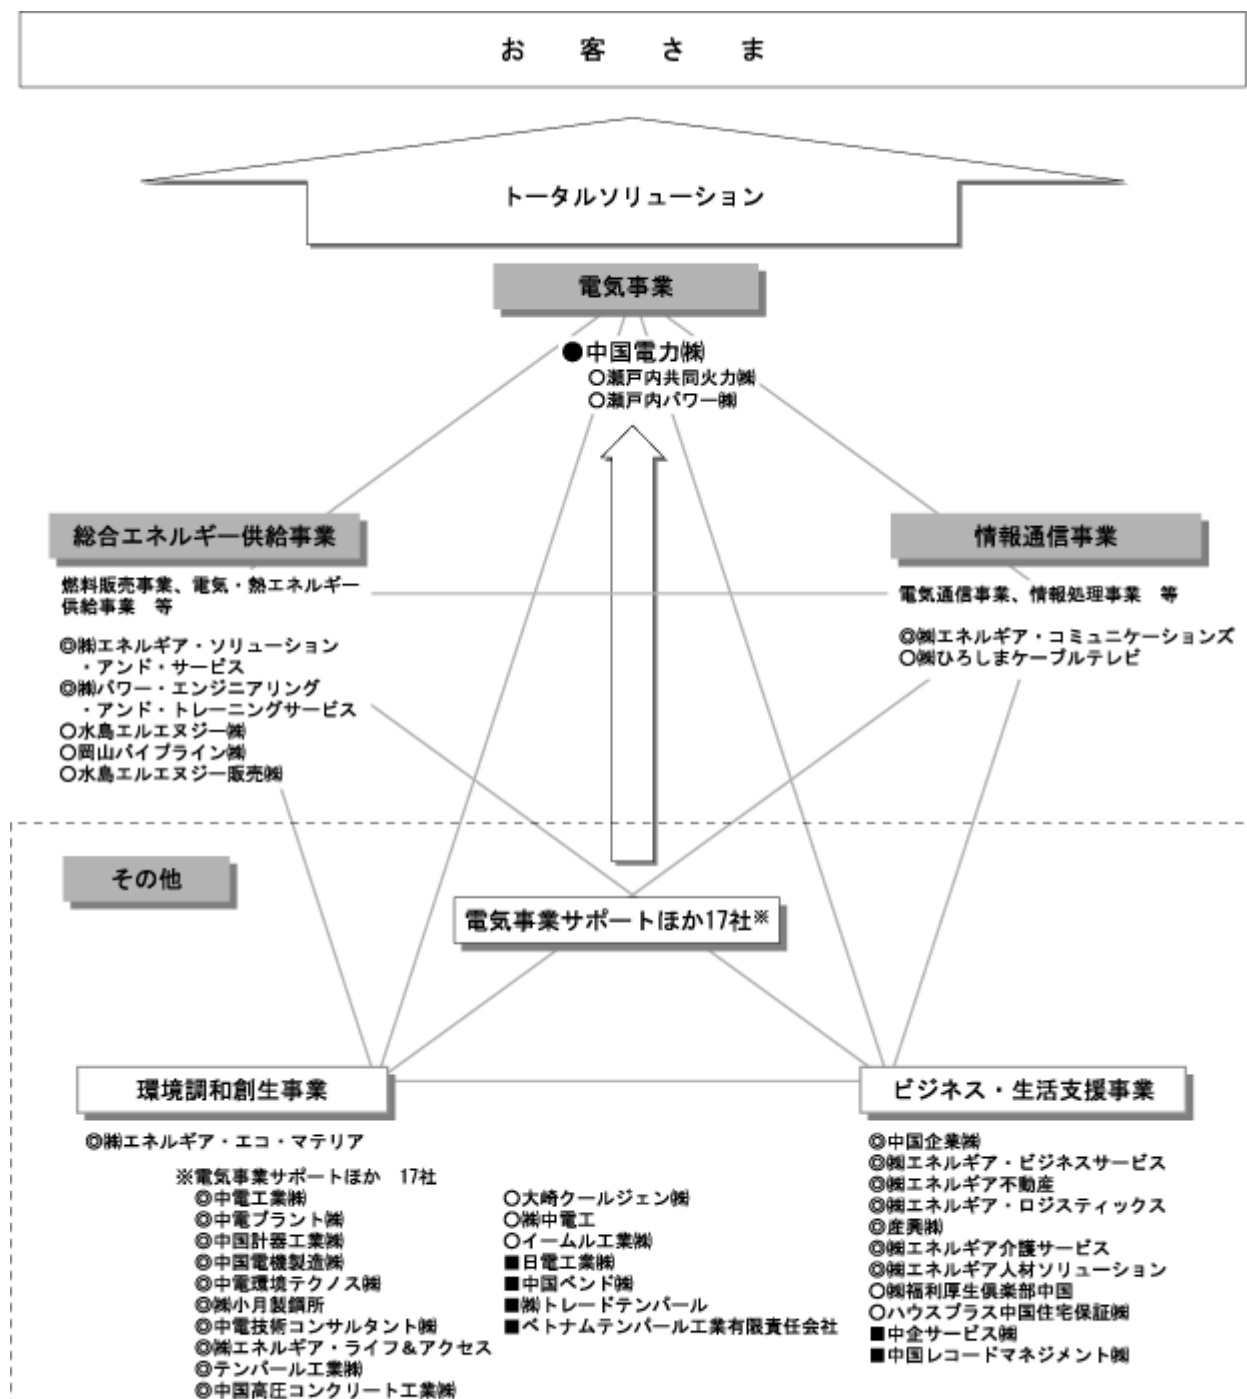 お客さま
トータルソリューション
電気事業
●中国電力㈱
○瀬戸内共同火力㈱
○瀬戸内パワー㈱
総合エネルギー供給事業
燃料販売事業、電気・熱エネルギー
供給事業　等
◎㈱エネルギア・ソリューション
・アンド・サービス
◎㈱パワー・エンジニアリング
・アンド・トレーニングサービス
○水島エルエヌジー㈱
○岡山パイプライン㈱
○水島エルエヌジー販売㈱
情報通信事業
電気通信事業、情報処理事業　等
◎㈱エネルギア・コミュニケーションズ
○㈱ひろしまケーブルテレビ
その他
電気事業サポートほか17社※
環境調和創生事業
◎㈱エネルギア・エコ・マテリア
※電気事業サポートほか　17社
◎中電工業㈱
◎中電プラント㈱
◎中国計器工業㈱
◎中国電機製造㈱
◎中電環境テクノス㈱
◎㈱小月製鋼所
◎中電技術コンサルタント㈱
◎㈱エネルギア・ライフ&アクセス
◎テンパール工業㈱
◎中国高圧コンクリート工業㈱
○大崎クールジェン㈱
○㈱中電工
○イームル工業㈱
■日電工業㈱
■中国ベンド㈱
■㈱トレードテンパール
■ベトナムテンパール工業有限責任会社
ビジネス・生活支援事業
◎中国企業㈱
◎㈱エネルギア・ビジネスサービス
◎㈱エネルギア不動産
◎㈱エネルギア・ロジスティックス
◎産興㈱
◎㈱エネルギア介護サービス
◎㈱エネルギア人材ソリューション
○㈱福利厚生倶楽部中国
○ハウスプラス中国住宅保証㈱
■中企サービス㈱
■中国レコードマネジメント㈱